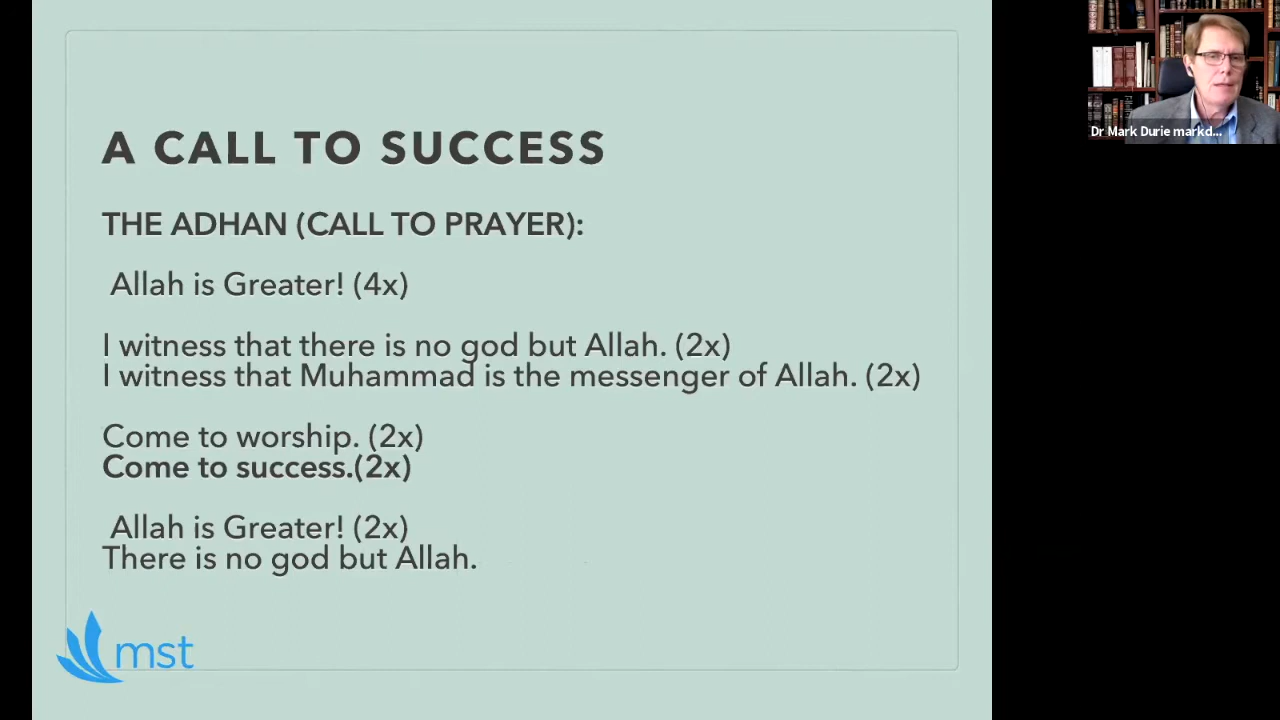 A CALL TO SUCCESS
THE ADHAN (CALL TO PRAYER):
Allah is Greater! (4x)
I witness that there is no god but Allah. (2x)
I witness that Muhammad is the messenger of Allah. (2x)
Come to worship. (2x)
Come to success.(2x)
Allah is Greater! (2x)
There is no god but Allah.
mst
Dr Mark Durie markd...